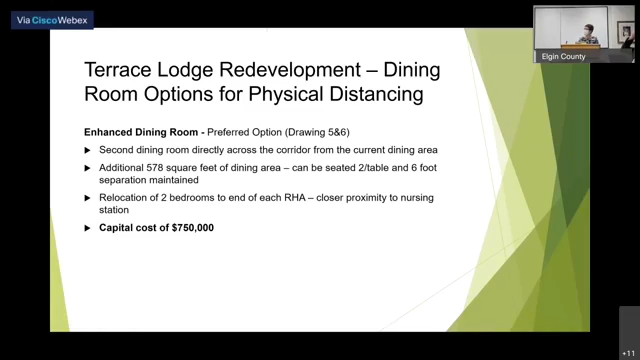 Via Cisco Webex
Elgin County
Terrace Lodge Redevelopment – Dining
Room Options for Physical Distancing
Enhanced Dining Room - Preferred Option (Drawing 5&6)
Second dining room directly across the corridor from the current dining area
Additional 578 square feet of dining area – can be seated 2/table and 6 foot
separation maintained
Relocation of 2 bedrooms to end of each RHA – closer proximity to nursing
station
Capital cost of $750,000
+11